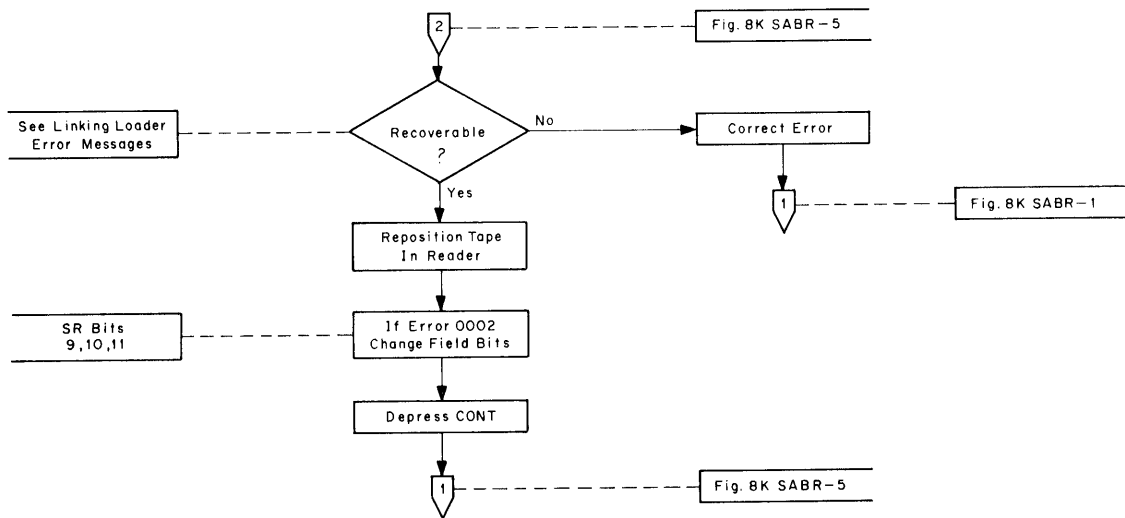 2
Fig. 8K SABR-5
See Linking Loader
Error Messages
Recoverable
?
No
Correct Error
Yes
1
Fig. 8K SABR-1
Reposition Tape
In Reader
SR Bits
9,10,11
If Error 0002
Change Field Bits
Depress CONT
1
Fig. 8K SABR-5